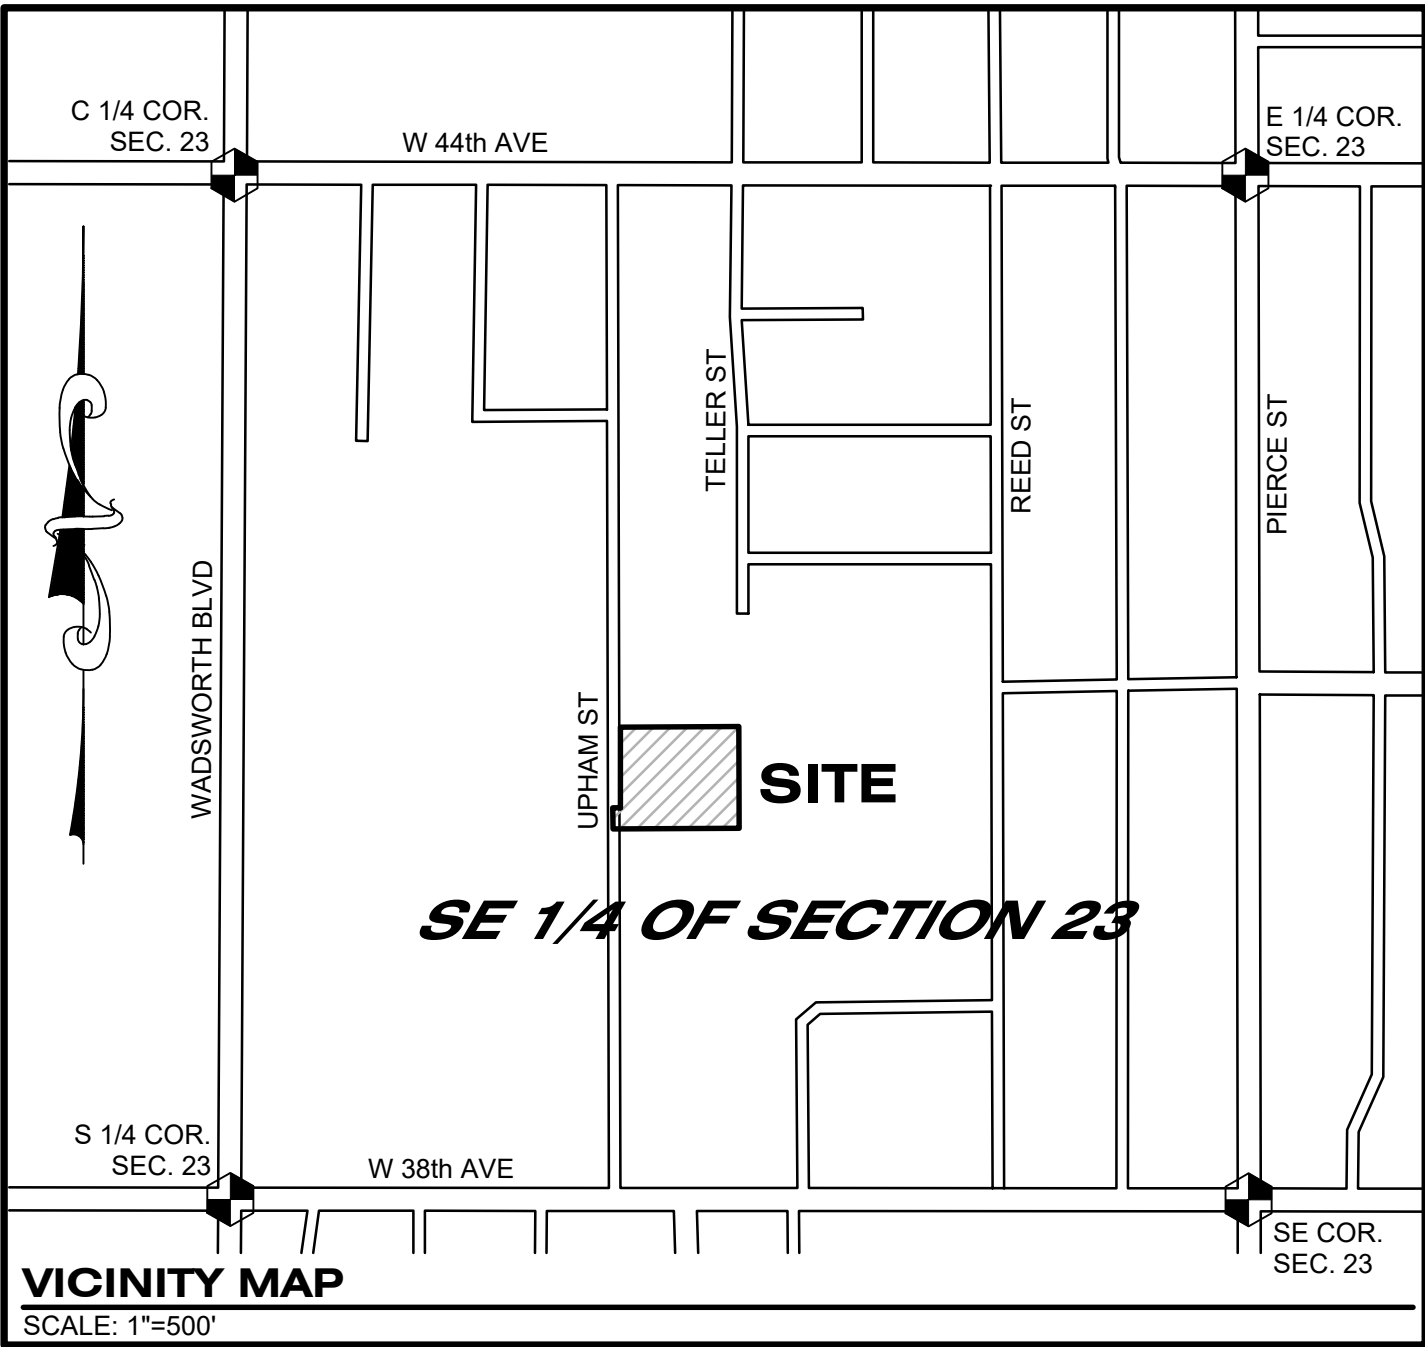 C 1/4 COR.
SEC. 23
W 44th AVE
E 1/4 COR.
SEC. 23
TELLER ST
REED ST
PIERCE ST
WADSWORTH BLVD
UPHAM ST
SITE
SE 1/4 OF SECTION 23
S 1/4 COR.
SEC. 23
W 38th AVE
SE COR.
SEC. 23
VICINITY MAP
SCALE: 1"=500'